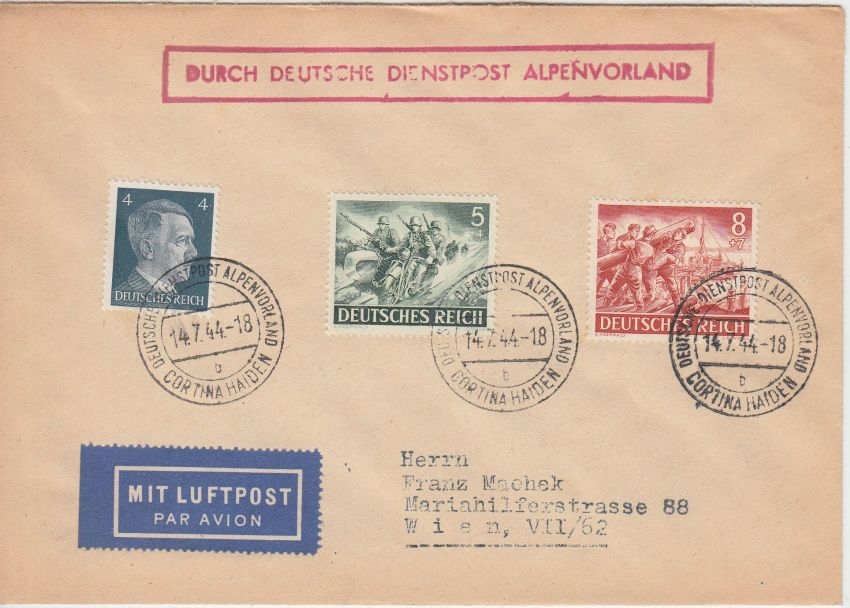 DURCH DEUTSCHE DIENSTPOST ALPENVORLAND
4 4
DEUTSCHES REICH
5
DEUTSCHES REICH
8
+7
DEUTSCHES REICH
DEUTSCHE DIENSTPOST ALPENVORLAND
14.7.44-18
b
CORTINA HAIDEN
DEUTSCHE DIENSTPOST ALPENVORLAND
14.7.44-18
b
CORTINA HAIDEN
DEUTSCHE DIENSTPOST ALPENVORLAND
14.7.44-18
b
CORTINA HAIDEN
MIT LUFTPOST
PAR AVION
Herrn
Franz Machek
Mariahilferstrasse 88
W i e n, VII/62